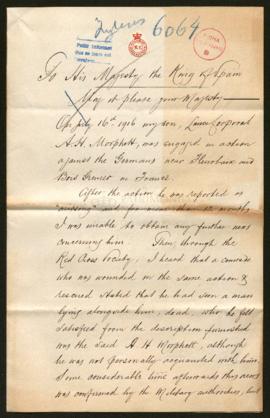 Ingleses 6064
To His Majesty the King of Spain
May it please your Majesty —
On July 16th 1916 my son, Lance Corporal
A. H. Morphett, was engaged in action
against the Germans near Fleurbaix and
Bois Grenier in France.
After the action he was reported as
"missing" and for more than 12 months
I was unable to obtain any further news
concerning him. Then, through the
Red Cross Society, I heard that a comrade
who was wounded in the same action &
rescued stated that he had seen a man
lying alongside him, dead, who he felt
satisfied from the description furnished
was the said A H Morphett, although
he was not personally acquainted with him.
Some considerable time afterwards this news
was confirmed by the Military authorities, but